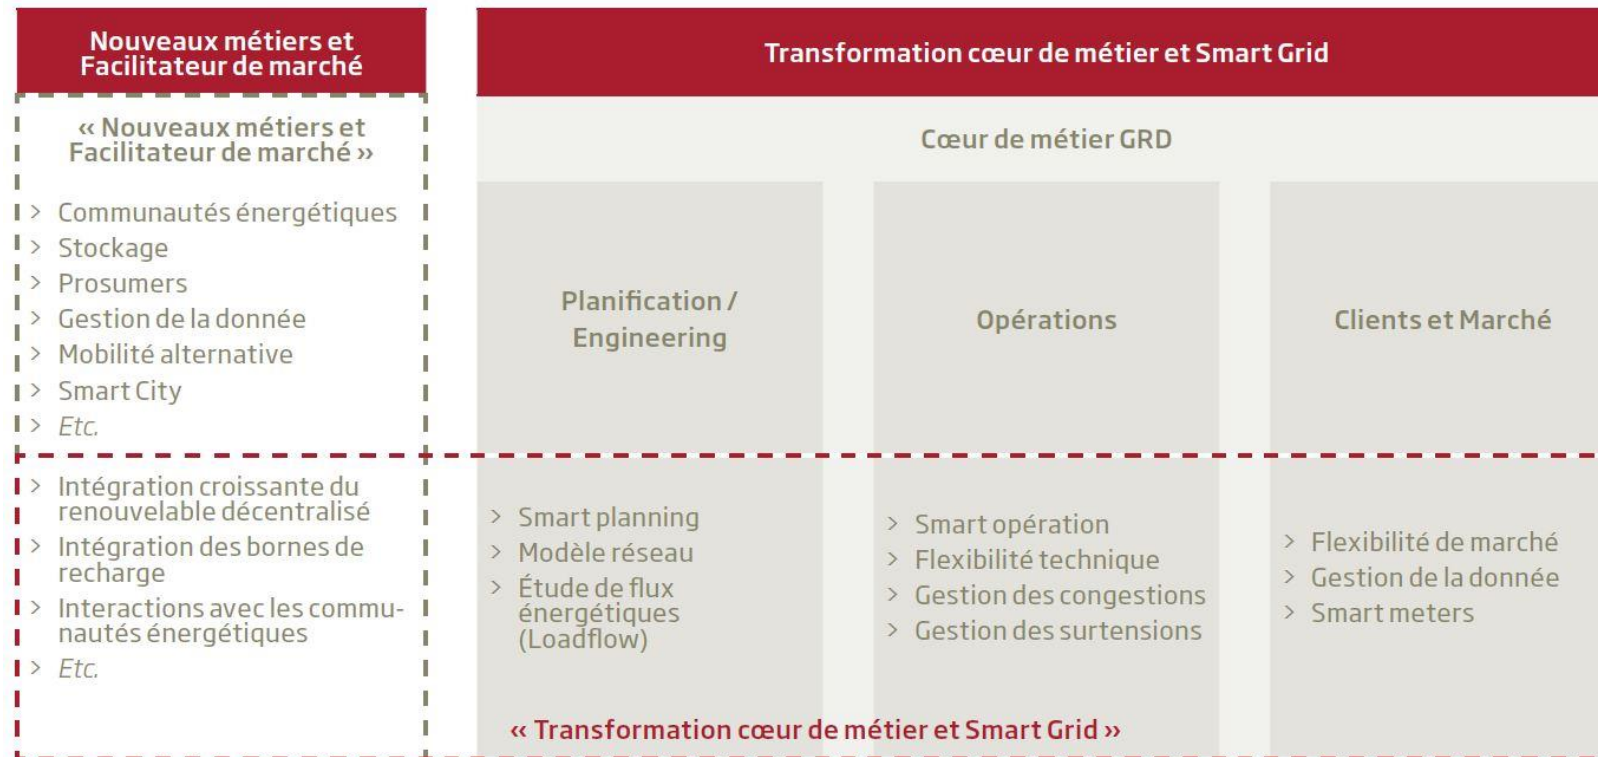 Nouveaux métiers et
Facilitateur de marché
« Nouveaux métiers et
Facilitateur de marché »
> Communautés énergétiques
> Stockage
> Prosumers
> Gestion de la donnée
> Mobilité alternative
> Smart City
> Etc.
> Intégration croissante du
renouvelable décentralisé
> Intégration des bornes de
recharge
> Interactions avec les commu-
nautés énergétiques
> Etc.
Transformation cœur de métier et Smart Grid
Cœur de métier GRD
Planification /
Engineering
> Smart planning
> Modèle réseau
> Étude de flux
énergétiques
(Loadflow)
Opérations
> Smart opération
> Flexibilité technique
> Gestion des congestions
> Gestion des surtensions
Clients et Marché
> Flexibilité de marché
> Gestion de la donnée
> Smart meters
« Transformation cœur de métier et Smart Grid »